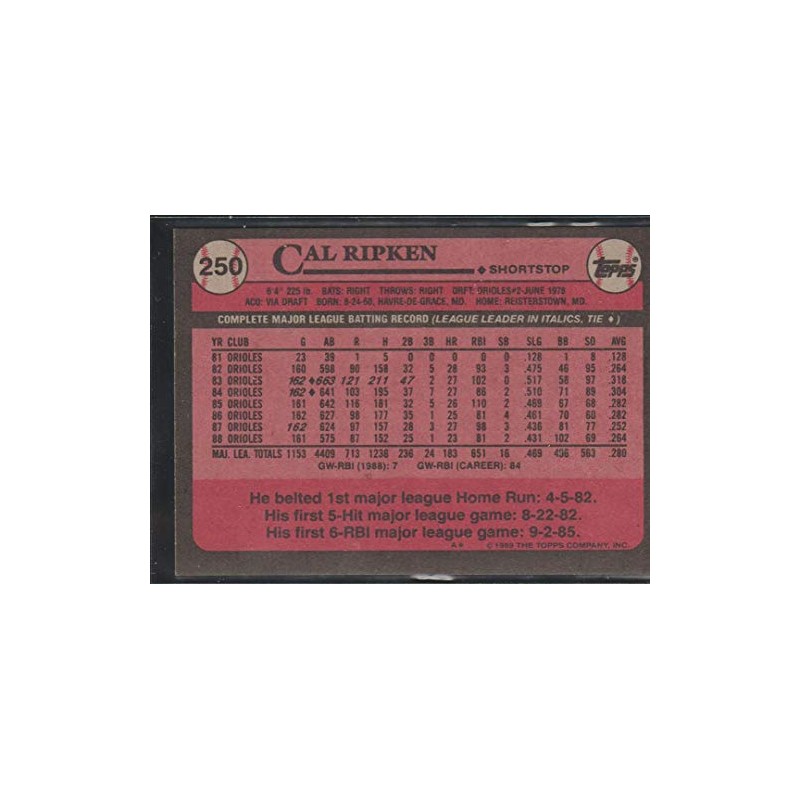 250
CAL RIPKEN
♦ SHORTSTOP
TOPPS
6'4" 225 lb. BATS: RIGHT THROWS: RIGHT DRFT: ORIOLES #2-JUNE 1978
ACQ: VIA DRAFT BORN: 8-24-60, HAVRE-DE-GRACE, MD. HOME: REISTERSTOWN, MD.
COMPLETE MAJOR LEAGUE BATTING RECORD (LEAGUE LEADER IN ITALICS, TIE ♦)
YR CLUB G AB R H 2B 3B HR RBI SB SLG BB SO AVG
81 ORIOLES 23 39 1 5 0 0 0 0 0 .128 1 8 .128
82 ORIOLES 160 598 90 158 32 5 28 93 3 .475 46 95 .264
83 ORIOLES 162 ♦663 121 211 47 2 27 102 0 .517 58 97 .318
84 ORIOLES 162 ♦ 641 103 195 37 7 27 86 2 .510 71 89 .304
85 ORIOLES 161 642 116 181 32 5 26 110 2 .469 67 68 .282
86 ORIOLES 162 627 98 177 35 1 25 81 4 .461 70 60 .282
87 ORIOLES 162 624 97 157 28 3 27 98 3 .436 81 77 .252
88 ORIOLES 161 575 87 152 25 1 23 81 2 .431 102 69 .264
MAJ. LEA. TOTALS 1153 4409 713 1236 236 24 183 651 16 .469 496 563 .280
GW-RBI (1988): 7 GW-RBI (CAREER): 84
He belted 1st major league Home Run: 4-5-82.
His first 5-Hit major league game: 8-22-82.
His first 6-RBI major league game: 9-2-85.
A* © 1989 THE TOPPS COMPANY, INC.